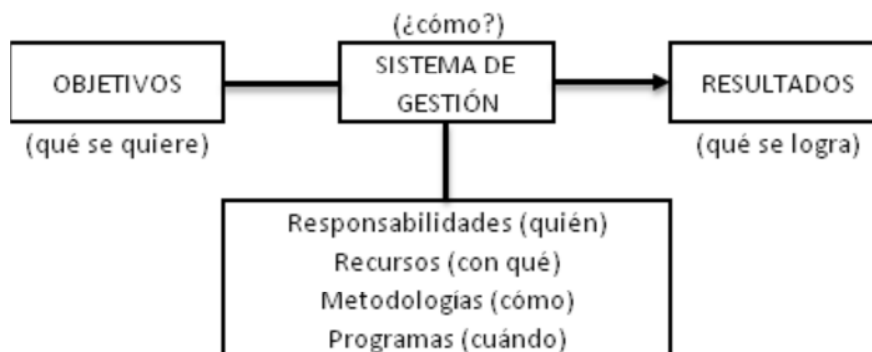 (¿cómo?)
OBJETIVOS
SISTEMA DE
GESTIÓN
RESULTADOS
(qué se quiere)
(qué se logra)
Responsabilidades (quién)
Recursos (con qué)
Metodologías (cómo)
Programas (cuándo)